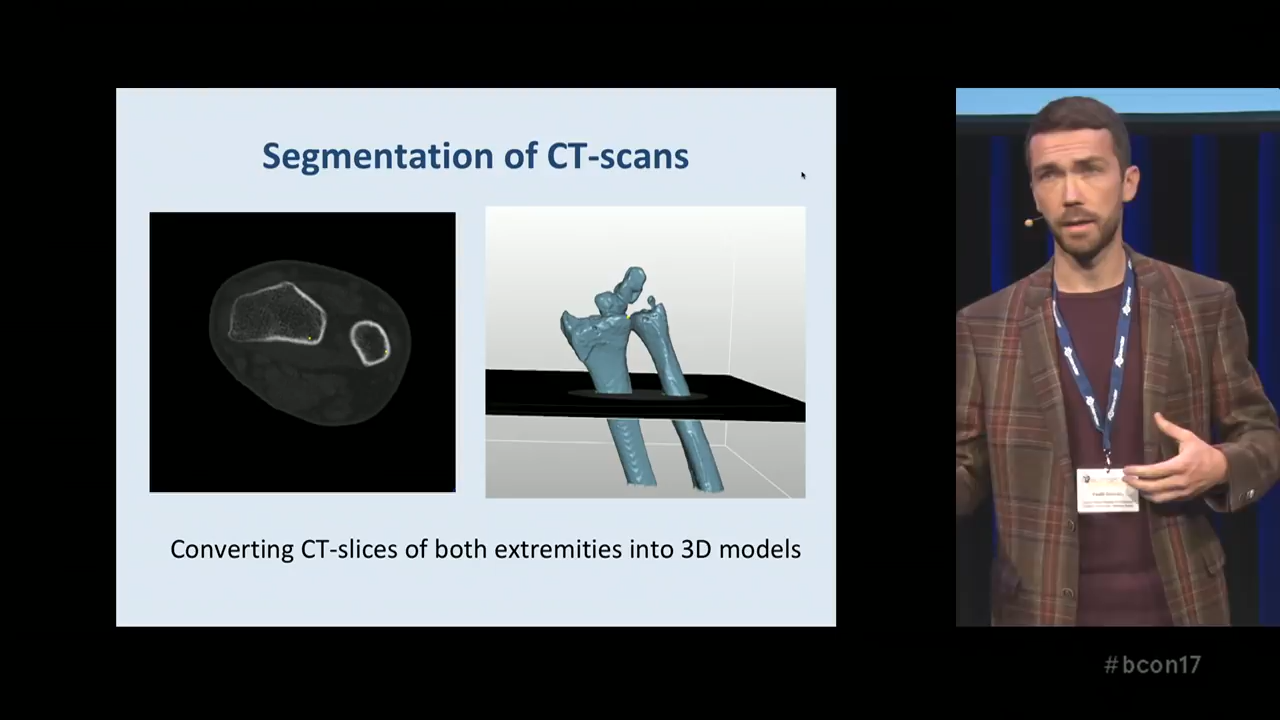 Segmentation of CT-scans
Converting CT-slices of both extremities into 3D models
#bcon17